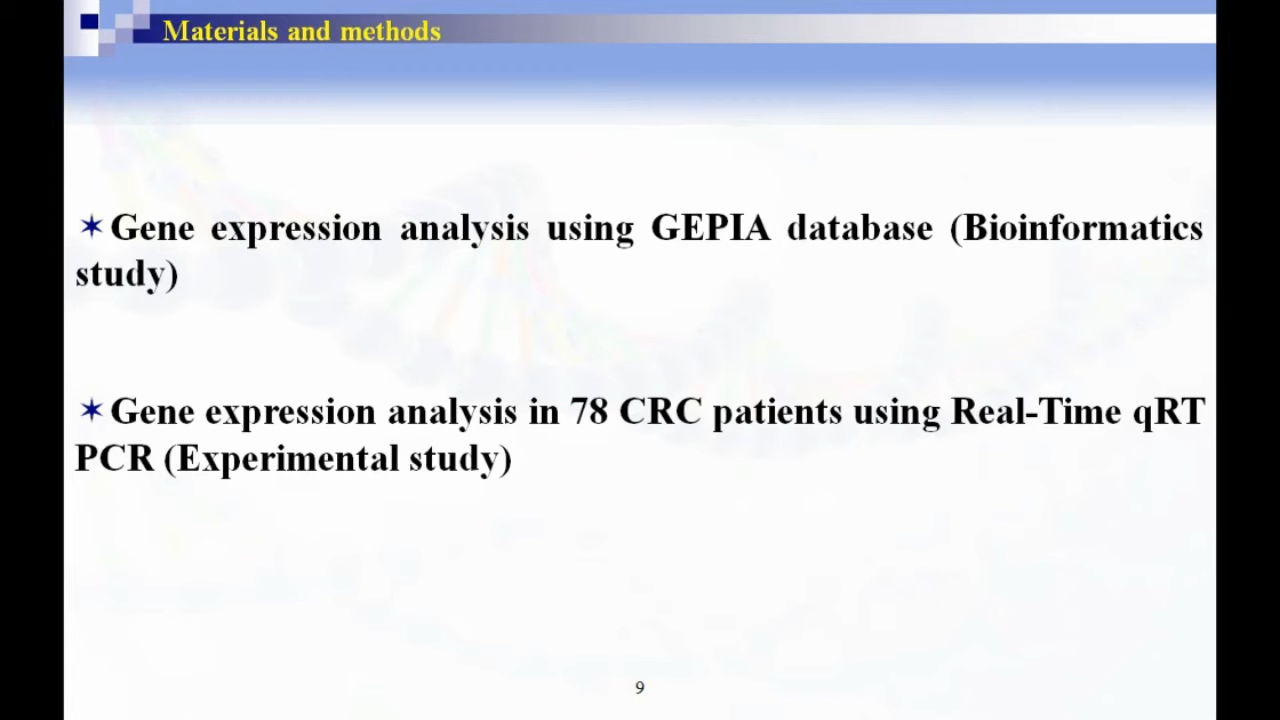 Materials and methods
✶Gene expression analysis using GEPIA database (Bioinformatics
study)
✶Gene expression analysis in 78 CRC patients using Real-Time qRT
PCR (Experimental study)
9